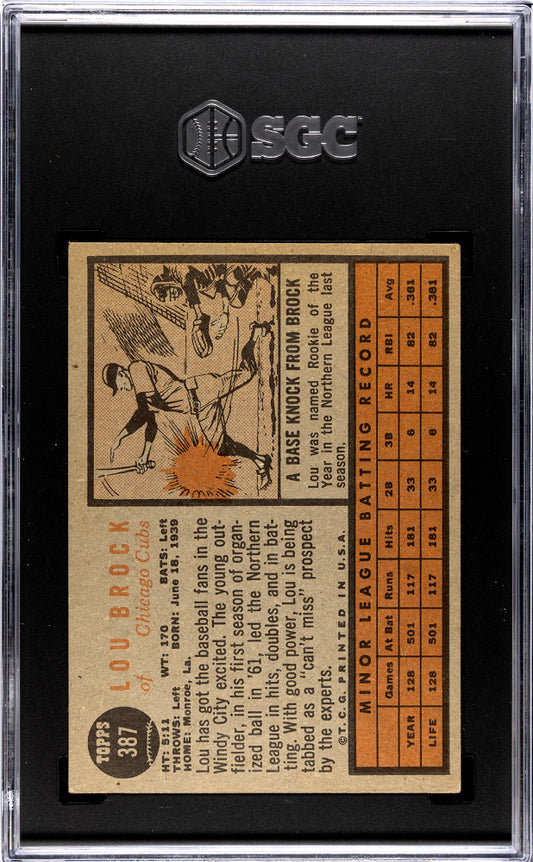 SGC
TOPPS
387
LOU BROCK
of Chicago Cubs
HT: 5:11 WT: 170 BATS: Left
THROWS: Left BORN: June 18, 1939
HOME: Monroe, La.
Lou has got the baseball fans in the
Windy City excited. The young out-
fielder, in his first season of organ-
ized ball in '61, led the Northern
League in hits, doubles, and in bat-
ting. With good power, Lou is being
tabbed as a "can't miss" prospect
by the experts.
©T.C.G. PRINTED IN U.S.A.
A BASE KNOCK FROM BROCK
Lou was named Rookie of the
Year in the Northern League last
season.
MINOR LEAGUE BATTING RECORD
Games At Bat Runs Hits 2B 3B HR RBI Avg
YEAR 128 501 117 181 33 6 14 82 .361
LIFE 128 501 117 181 33 6 14 82 .361